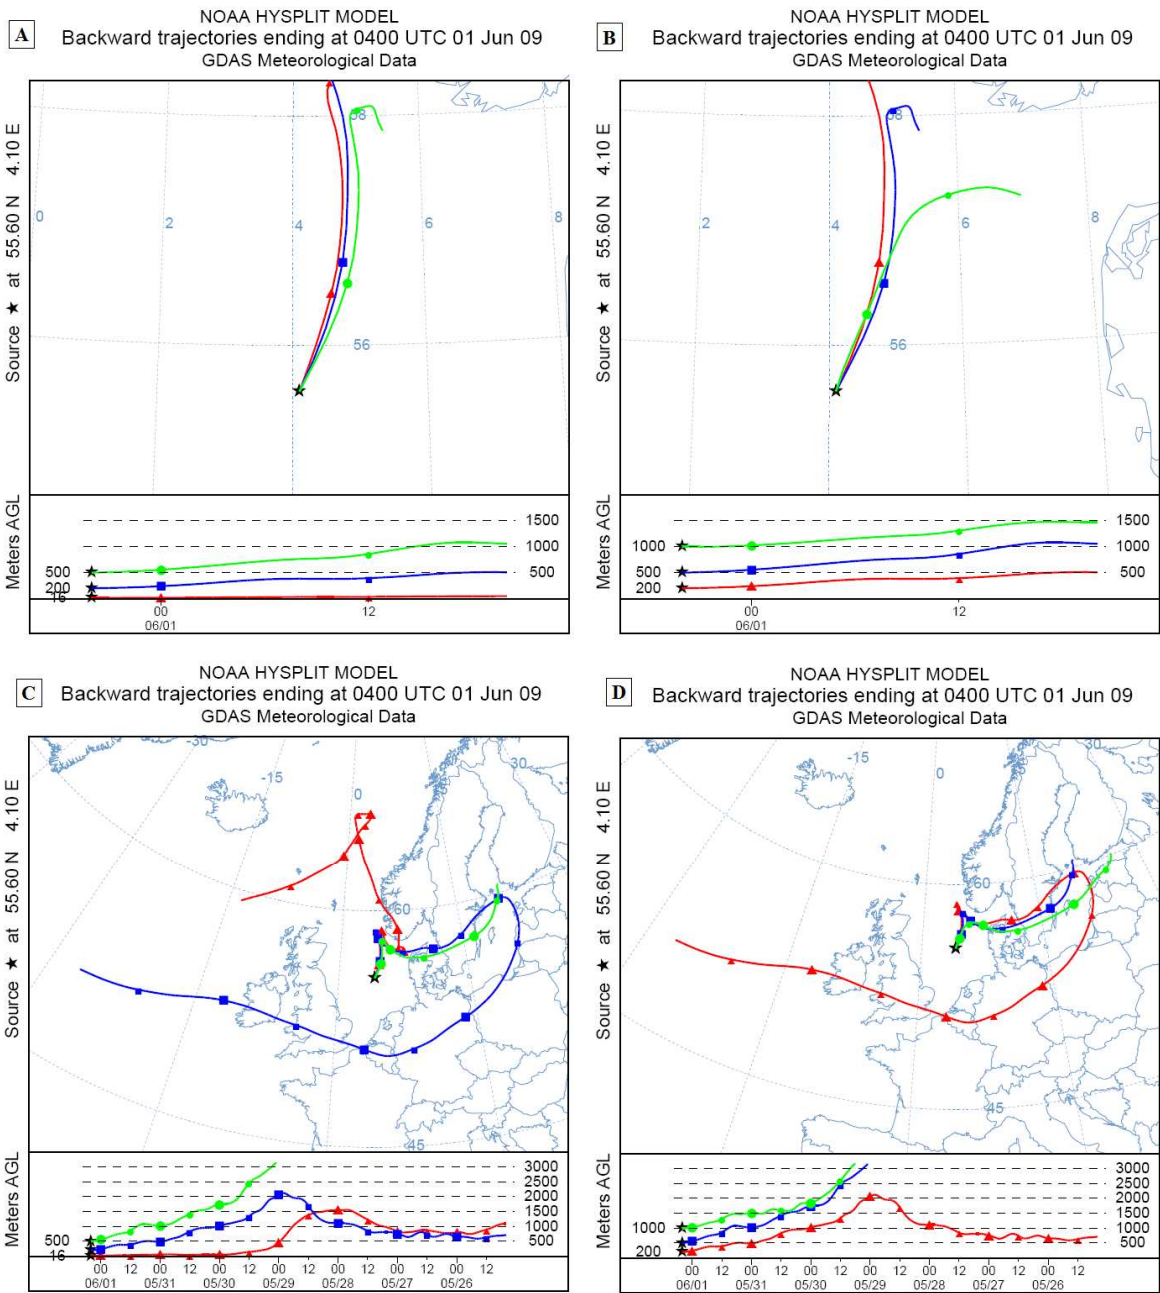 A
NOAA HYSPLIT MODEL
Backward trajectories ending at 0400 UTC 01 Jun 09
GDAS Meteorological Data
Source ★ at 55.60 N 4.10 E
58
0 2 4 6 8
56
Meters AGL
1500
1000
500 500
200
16
00 12
06/01
B
NOAA HYSPLIT MODEL
Backward trajectories ending at 0400 UTC 01 Jun 09
GDAS Meteorological Data
Source ★ at 55.60 N 4.10 E
58
2 4 6 8
56
Meters AGL
1500
1000 1000
500 500
200
00 12
06/01
C
NOAA HYSPLIT MODEL
Backward trajectories ending at 0400 UTC 01 Jun 09
GDAS Meteorological Data
Source ★ at 55.60 N 4.10 E
-30 -15 0 30
60
45
Meters AGL
3000
2500
2000
1500
1000
500 500
16
00 12 00 12 00 12 00 12 00 12 00 12 00 12
06/01 05/31 05/30 05/29 05/28 05/27 05/26
D
NOAA HYSPLIT MODEL
Backward trajectories ending at 0400 UTC 01 Jun 09
GDAS Meteorological Data
Source ★ at 55.60 N 4.10 E
-30 -15 0 30
60
45
Meters AGL
3000
2500
2000
1500
1000 1000
500 500
200
00 12 00 12 00 12 00 12 00 12 00 12 00 12
06/01 05/31 05/30 05/29 05/28 05/27 05/26